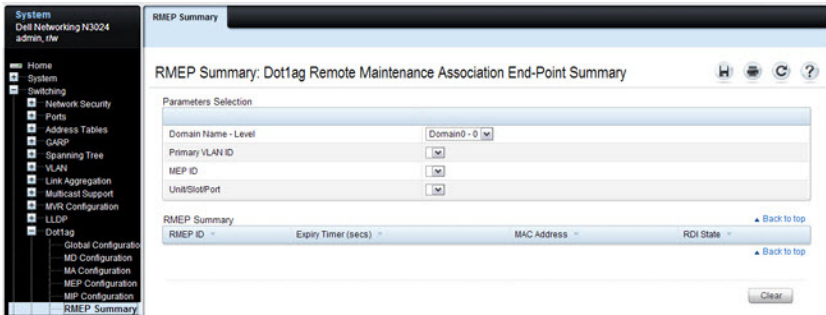 System
Dell Networking N3024
admin, r/w
Home
System
Switching
Network Security
Ports
Address Tables
GARP
Spanning Tree
VLAN
Link Aggregation
Multicast Support
MVR Configuration
LLDP
Dot1ag
Global Configuratio
MD Configuration
MA Configuration
MEP Configuration
MIP Configuration
RMEP Summary
RMEP Summary
RMEP Summary: Dot1ag Remote Maintenance Association End-Point Summary
Parameters Selection
Domain Name - Level Domain0 - 0
Primary VLAN ID
MEP ID
Unit/Slot/Port
RMEP Summary
Back to top
RMEP ID Expiry Timer (secs) MAC Address RDI State
Back to top
Clear